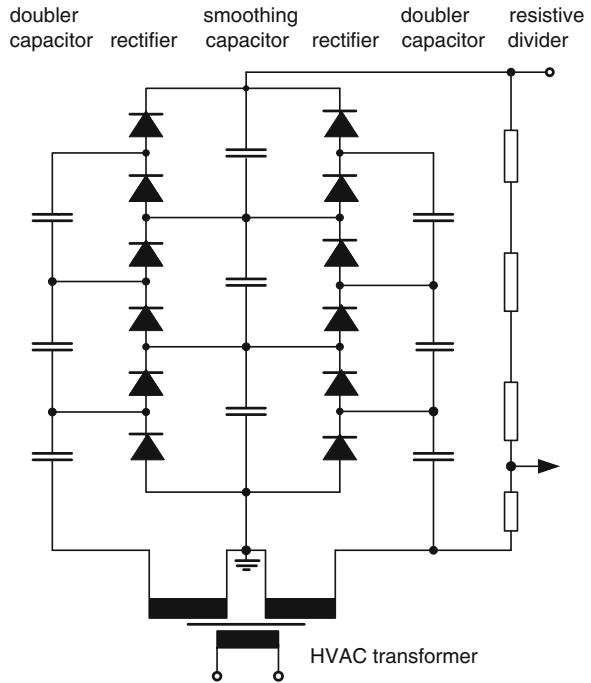 doubler smoothing doubler resistive
capacitor rectifier capacitor rectifier capacitor divider
HVAC transformer